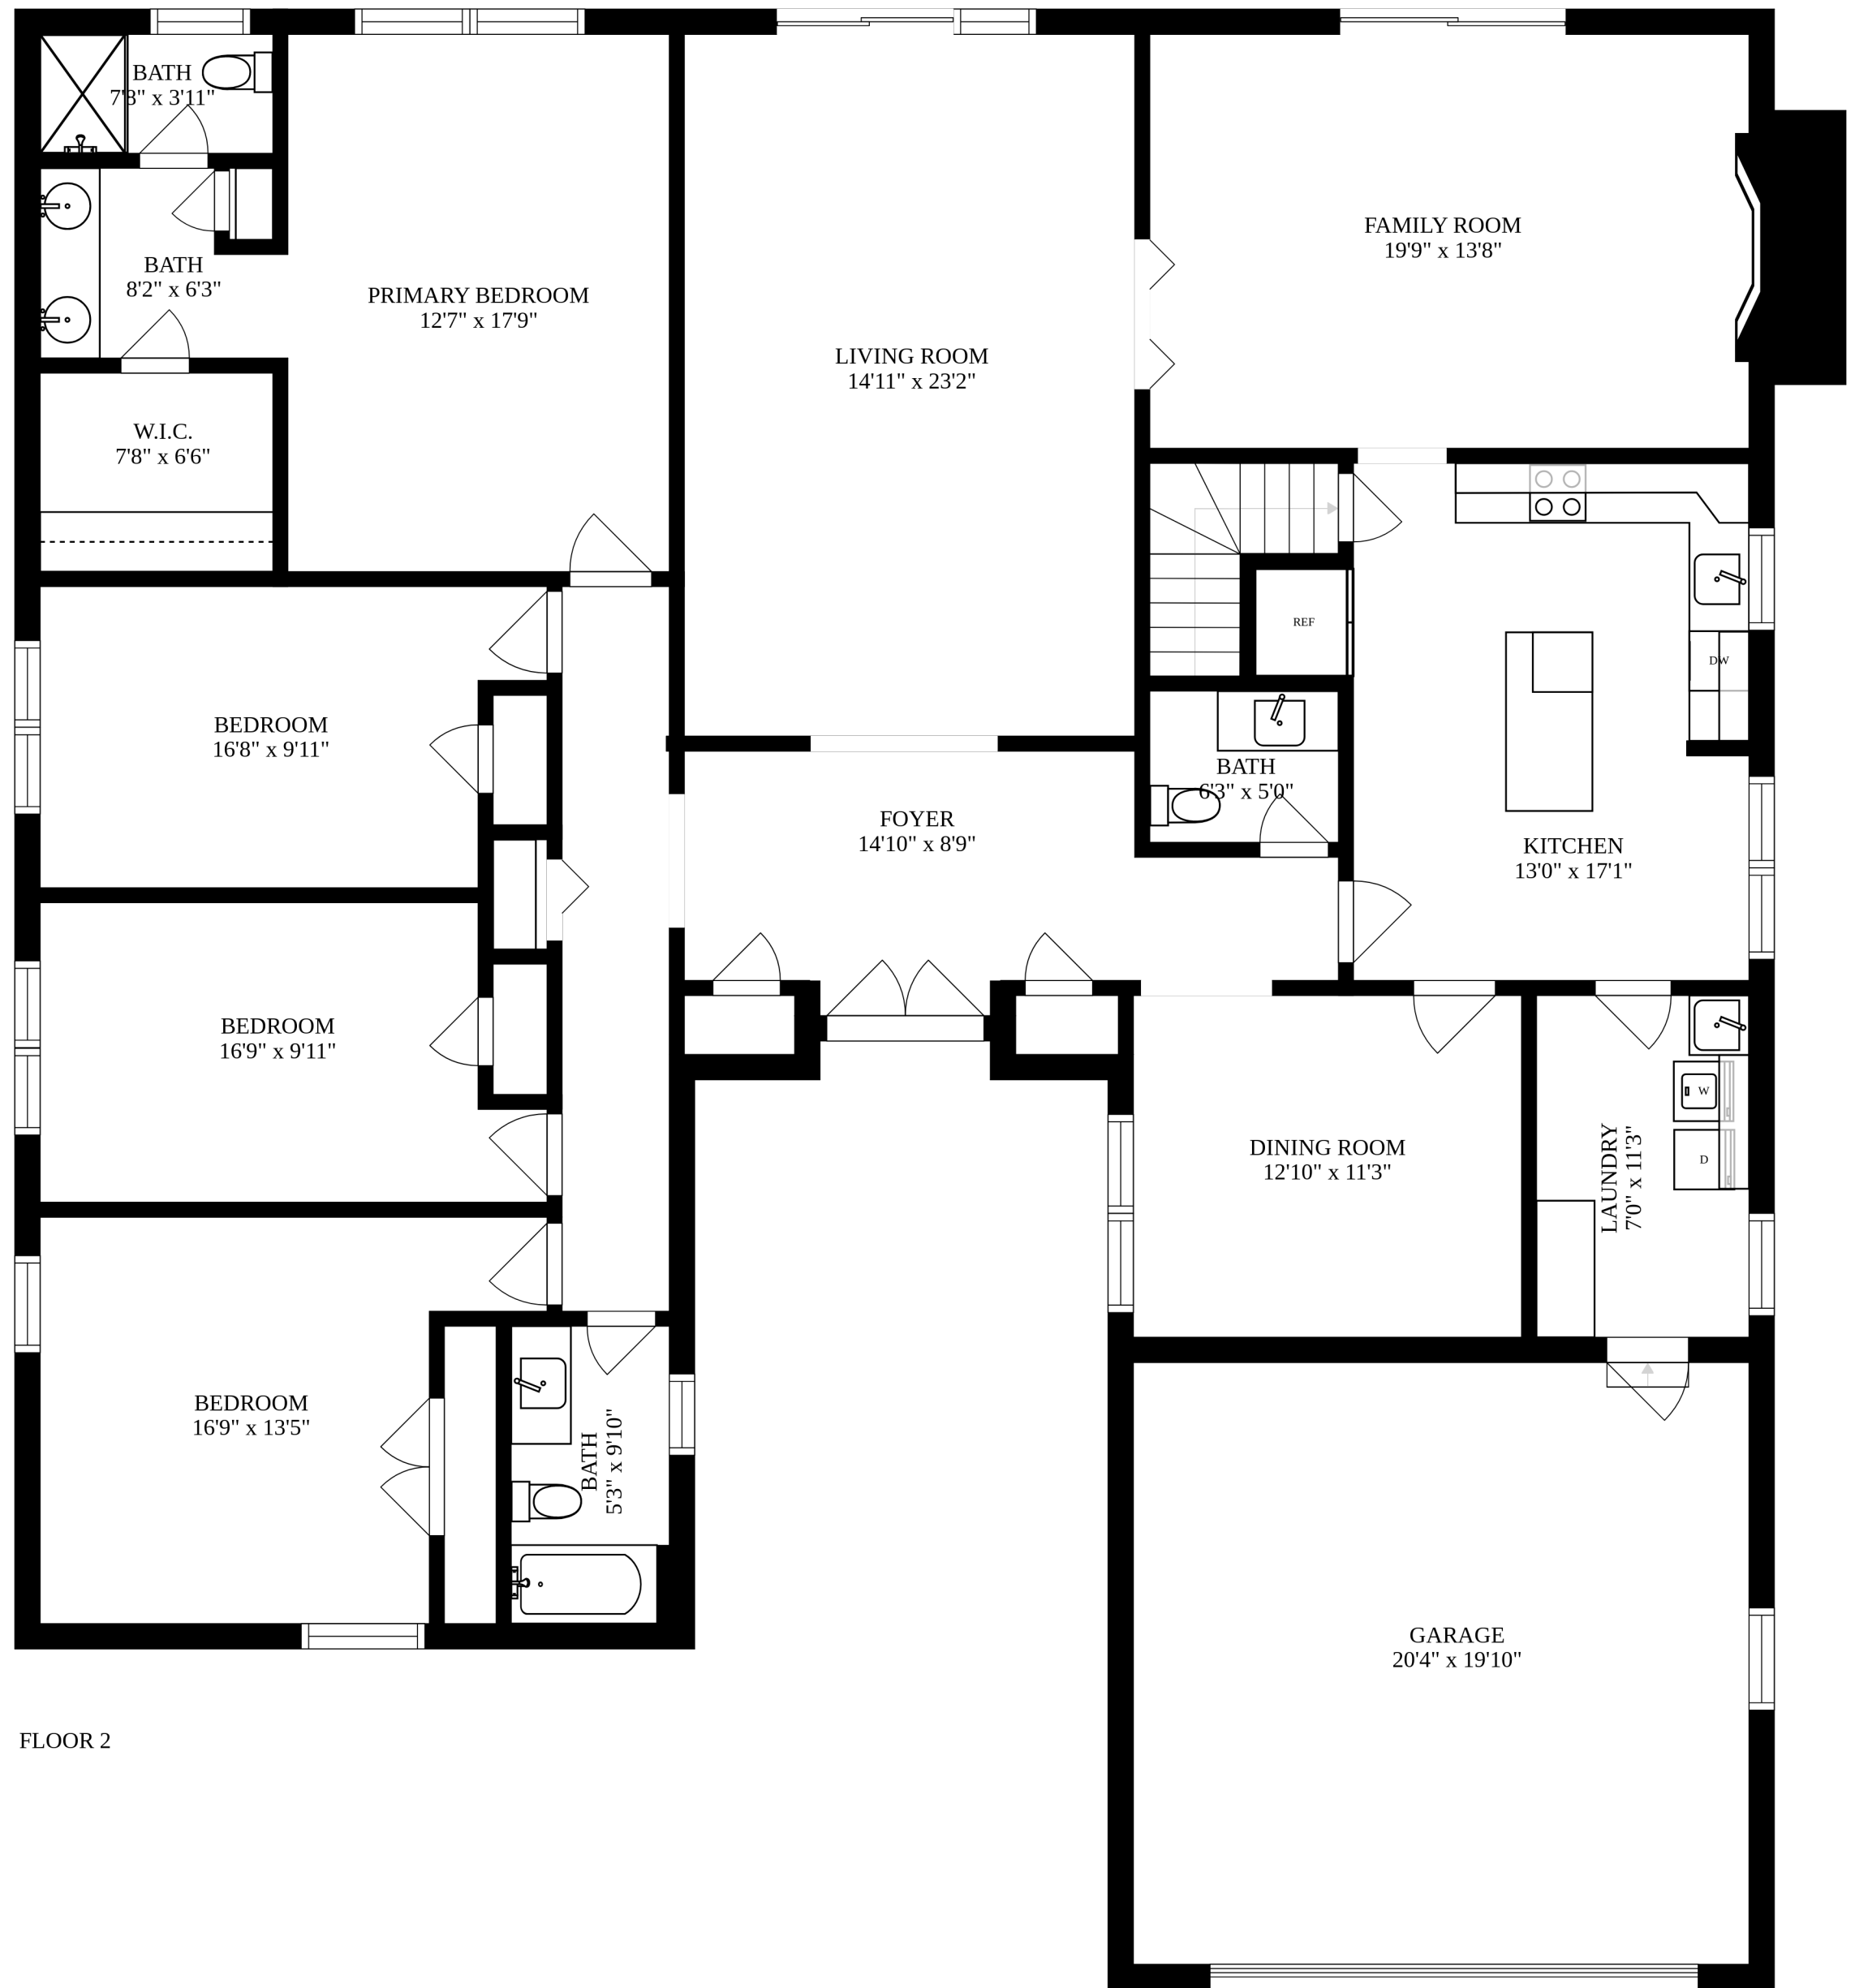 BATH
7'8" x 3'11"
BATH
8'2" x 6'3"
PRIMARY BEDROOM
12'7" x 17'9"
LIVING ROOM
14'11" x 23'2"
FAMILY ROOM
19'9" x 13'8"
W.I.C.
7'8" x 6'6"
REF
DW
BEDROOM
16'8" x 9'11"
BATH
6'3" x 5'0"
FOYER
14'10" x 8'9"
KITCHEN
13'0" x 17'1"
BEDROOM
16'9" x 9'11"
W
D
DINING ROOM
12'10" x 11'3"
LAUNDRY
7'0" x 11'3"
BEDROOM
16'9" x 13'5"
BATH
5'3" x 9'10"
GARAGE
20'4" x 19'10"
FLOOR 2